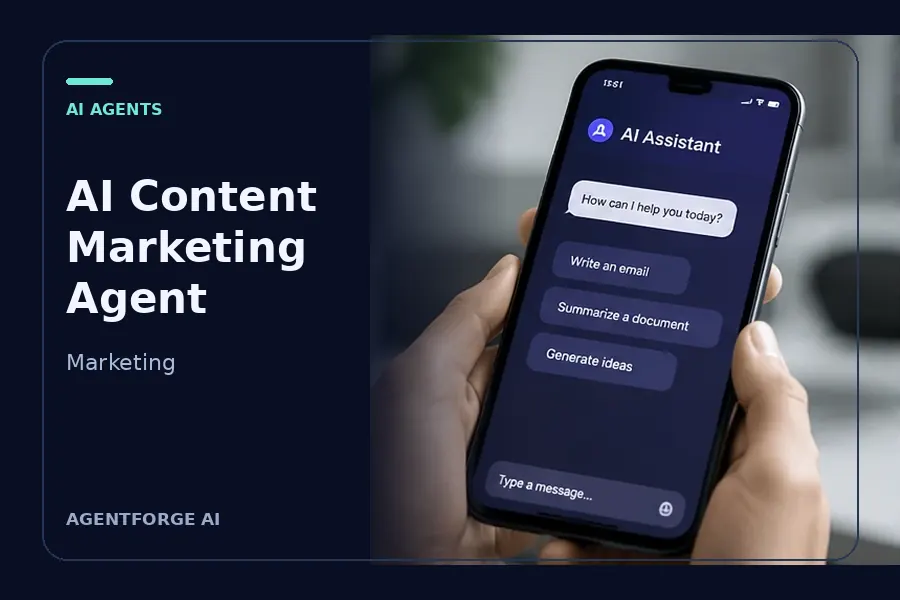 AI AGENTS
AI Content
Marketing
Agent
Marketing
AGENTFORGE AI
AI Assistant
How can I help you today?
Write an email
Summarize a document
Generate ideas
Type a message...